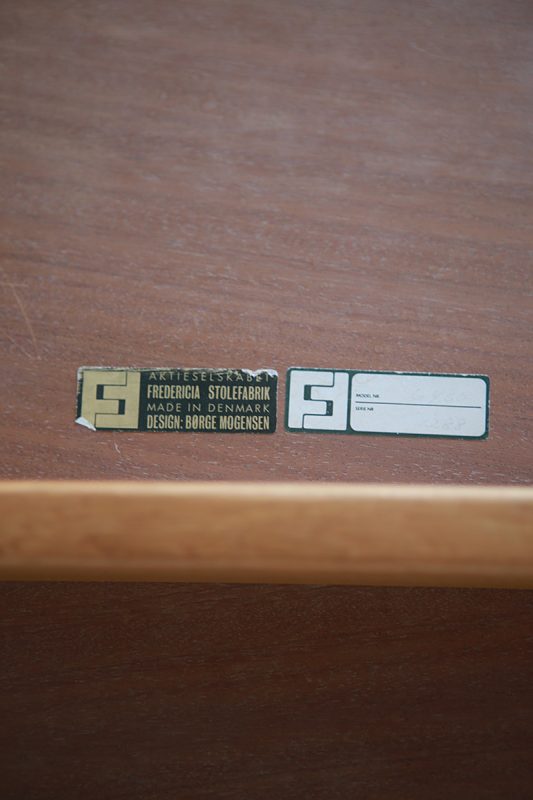 AKTIESELSKABET
FREDERICIA STOLEFABRIK
MADE IN DENMARK
DESIGN: BØRGE MOGENSEN
MODEL NR.
SERIE NR.